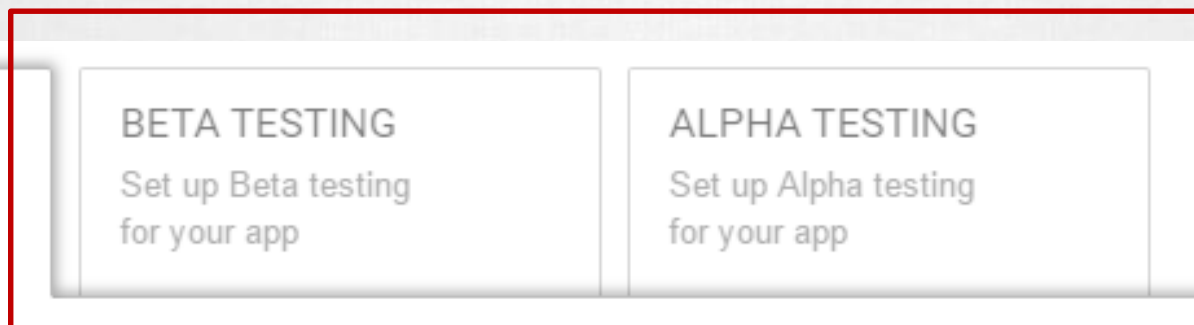 BETA TESTING
Set up Beta testing
for your app
ALPHA TESTING
Set up Alpha testing
for your app